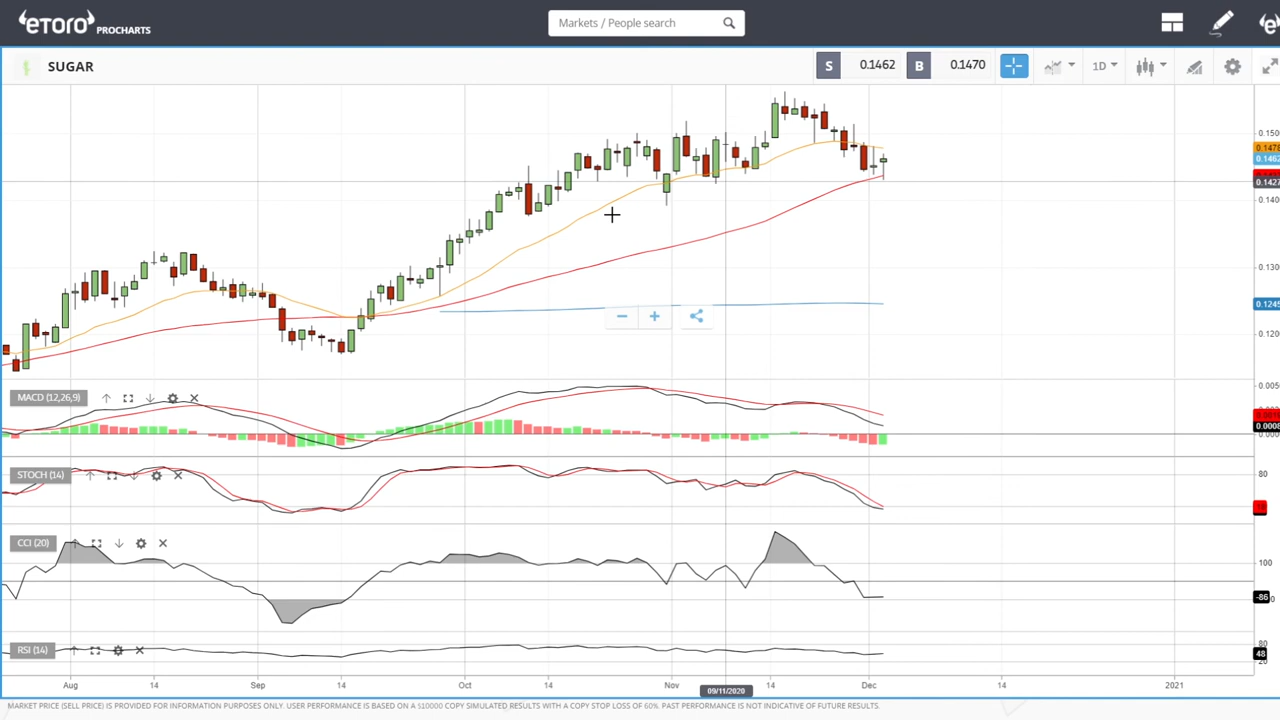 eTORO PROCHARTS
Markets / People search
SUGAR
S 0.1462 B 0.1470
1D
0.1478
0.1462
0.1427
0.1245
MACD (12,26,9)
0.0008
STOCH (14)
80
CCI (20)
100
-86
RSI (14)
80
48
20
Aug 14 Sep 14 Oct 14 Nov 09/11/2020 14 Dec 14 2021
MARKET PRICE (SELL PRICE) IS PROVIDED FOR INFORMATION PURPOSES ONLY. USER PERFORMANCE IS BASED ON A $10000 COPY SIMULATED RESULTS WITH A COPY STOP LOSS OF 60%. PAST PERFORMANCE IS NOT INDICATIVE OF FUTURE RESULTS.